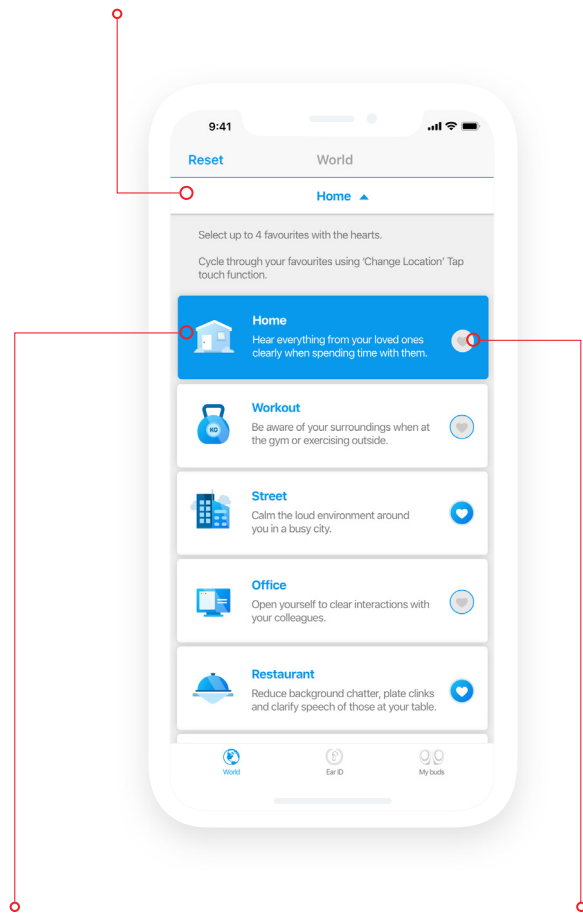 9:41
Reset
World
Home
Select up to 4 favourites with the hearts.
Cycle through your favourites using ‘Change Location’ Tap
touch function.
Home
Hear everything from your loved ones
clearly when spending time with them.
KG
Workout
Be aware of your surroundings when at
the gym or exercising outside.
Street
Calm the loud environment around
you in a busy city.
Office
Open yourself to clear interactions with
your colleagues.
Restaurant
Reduce background chatter, plate clinks
and clarify speech of those at your table.
World
Ear ID
My buds